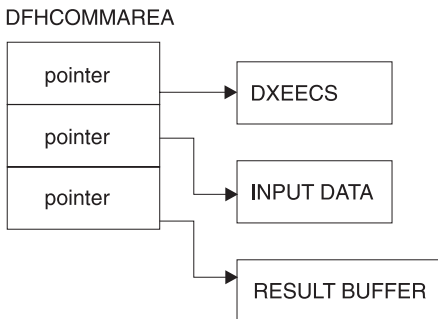 DFHCOMMAREA
pointer
DXEECS
pointer
INPUT DATA
pointer
RESULT BUFFER